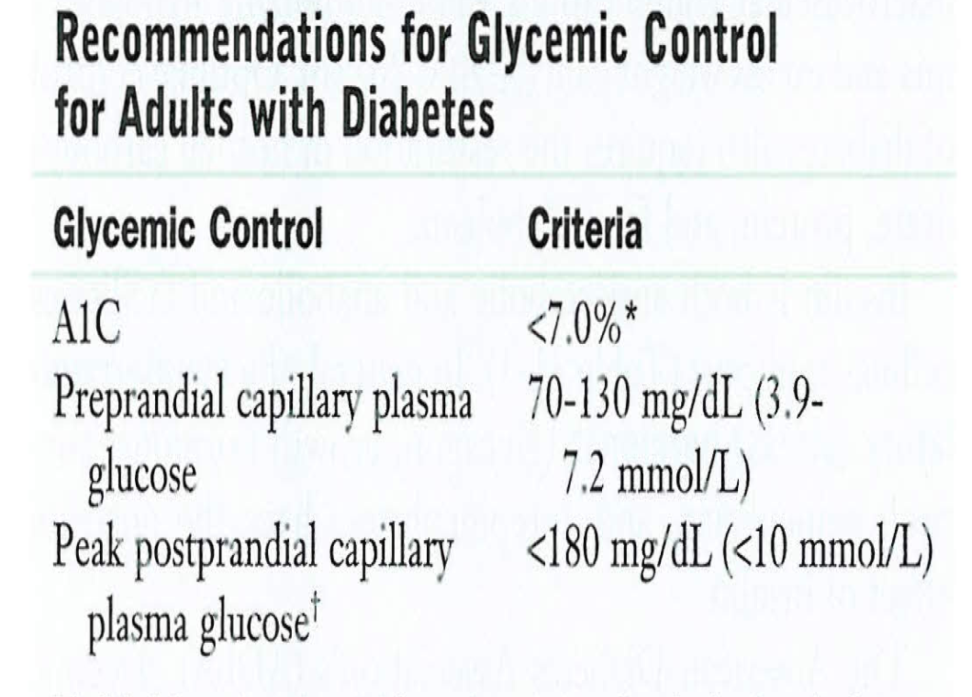 Recommendations for Glycemic Control
for Adults with Diabetes
Glycemic Control Criteria
A1C <7.0%*
Preprandial capillary plasma 70-130 mg/dL (3.9-
glucose 7.2 mmol/L)
Peak postprandial capillary <180 mg/dL (<10 mmol/L)
plasma glucose†